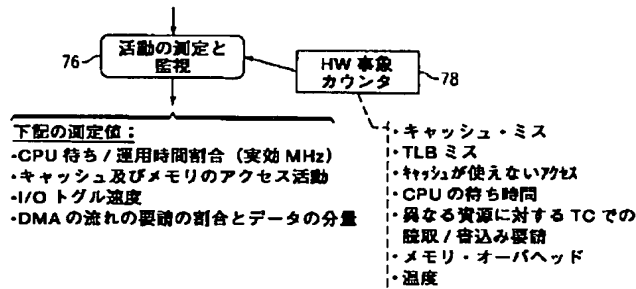 76
活動の測定と
監視
HW 事象
カウンタ
78
下記の測定値：
・CPU 待ち / 運用時間割合（実効 MHz）
・キャッシュ及びメモリのアクセス活動
・I/O トグル速度
・DMA の流れの要請の割合とデータの分量
・キャッシュ・ミス
・TLB ミス
・ｷｬｯｼｭが使えないｱｸｾｽ
・CPU の待ち時間
・異なる資源に対する TC での
読取 / 書込み要請
・メモリ・オーバヘッド
・温度